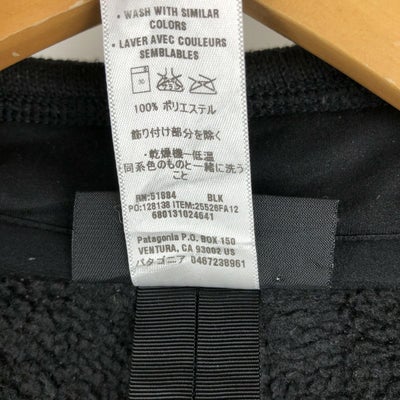 • WASH WITH SIMILAR
COLORS
• LAVER AVEC COULEURS
SEMBLABLES
30
100% ポリエステル
飾り付け部分を除く
・乾燥機一低温
・同系色のものと一緒に洗う
こと
RN:51884 BLK
PO:128138 ITEM:25526FA12
680131024641
Patagonia P.O. BOX 150
VENTURA, CA 93002 US
パタゴニア 0467238961